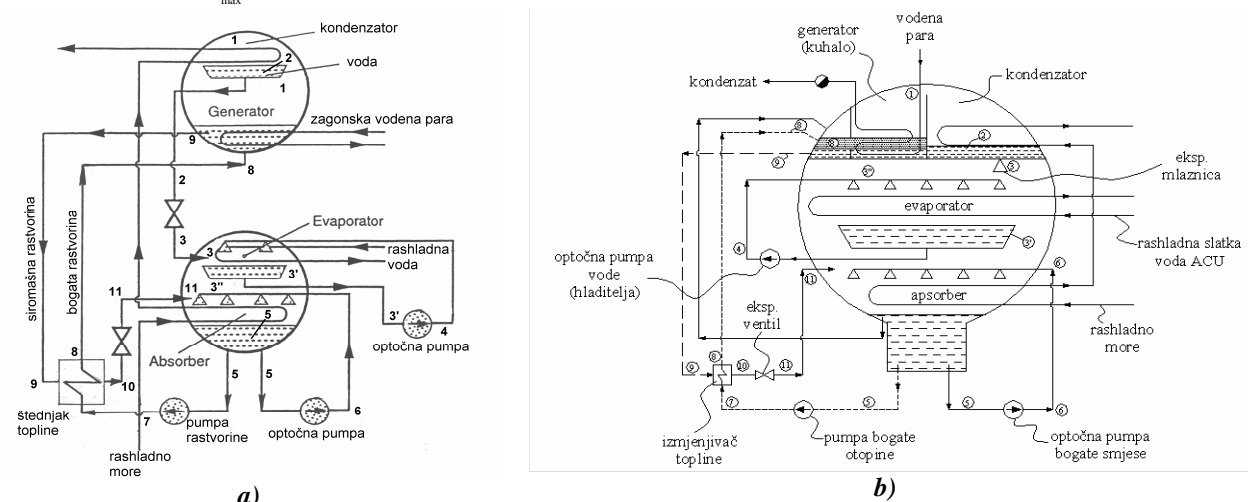 max
kondenzator
1
2
voda
1
Generator
zagonska vodena para
9
8
2
siromašna rastvorina
bogata rastvorina
3
Evaporator
3
rashladna
voda
3'
11
11
3''
5
3'
4
optočna pumpa
Absorber
8
9
10
5
5
6
štednjak
topline
7
pumpa
rastvorine
optočna pumpa
rashladno
more
a)
generator
(kuhalo)
vodena
para
kondenzat
kondenzator
1
8
8
2
9
3''
3
eksp.
mlaznica
evaporator
3'
rashladna slatka
voda ACU
4
optočna pumpa
vode
(hladitelja)
11
6
eksp.
ventil
apsorber
rashladno
more
9
8
10
11
7
5
5
6
izmjenjivač
topline
pumpa bogate
otopine
optočna pumpa
bogate smjese
b)